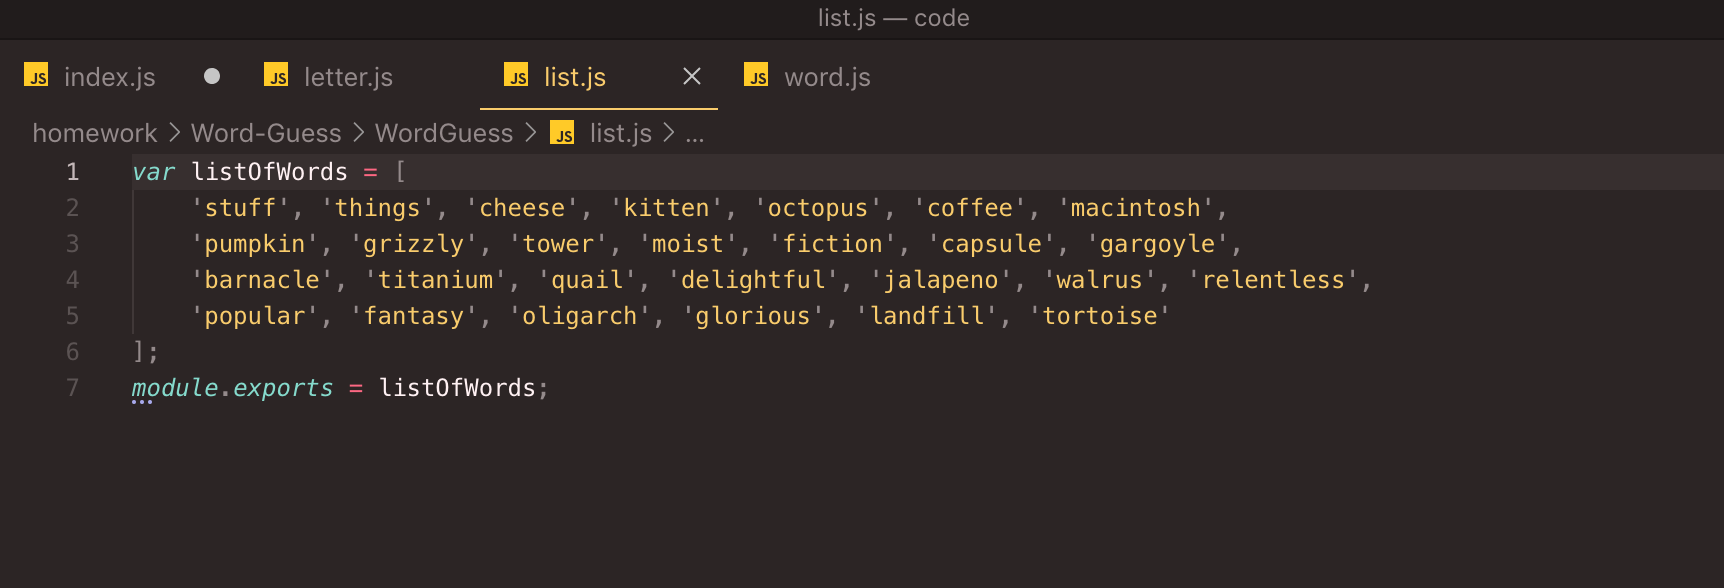 list.js — code
JS index.js JS letter.js JS list.js JS word.js
homework > Word-Guess > WordGuess > JS list.js > ...
1 var listOfWords = [
2 'stuff', 'things', 'cheese', 'kitten', 'octopus', 'coffee', 'macintosh',
3 'pumpkin', 'grizzly', 'tower', 'moist', 'fiction', 'capsule', 'gargoyle',
4 'barnacle', 'titanium', 'quail', 'delightful', 'jalapeno', 'walrus', 'relentless',
5 'popular', 'fantasy', 'oligarch', 'glorious', 'landfill', 'tortoise'
6 ];
7 module.exports = listOfWords;